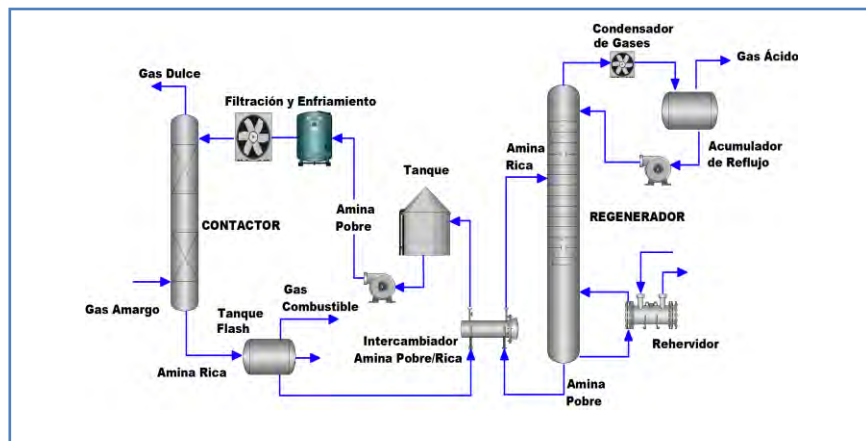 Condensador
de Gases
Gas Ácido
Gas Dulce
Filtración y Enfriamiento
Amina
Rica
Acumulador
de Reflujo
Tanque
CONTACTOR
Amina
Pobre
REGENERADOR
Gas
Combustible
Gas Amargo
Tanque
Flash
Intercambiador
Amina Pobre/Rica
Rehervidor
Amina Rica
Amina
Pobre